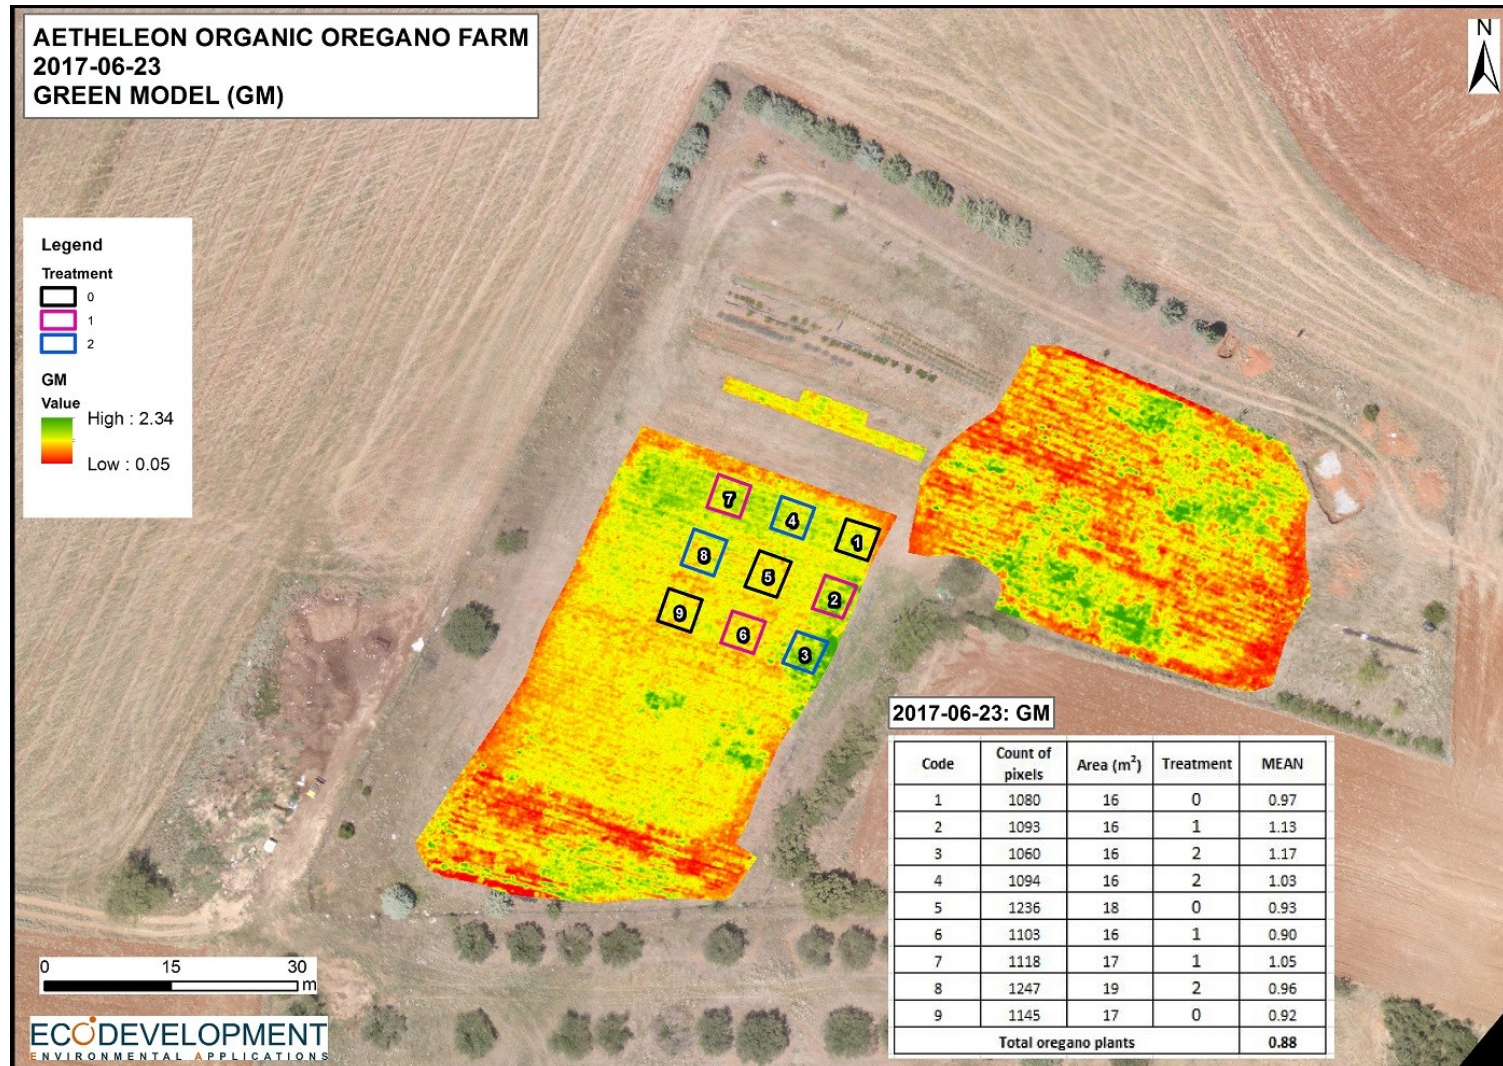 AETHELEON ORGANIC OREGANO FARM
2017-06-23
GREEN MODEL (GM)
N
Legend
Treatment
0
1
2
GM
Value
High : 2.34
Low : 0.05
7
4
1
8
5
2
9
6
3
2017-06-23: GM
Code Count of pixels Area (m²) Treatment MEAN
1 1080 16 0 0.97
2 1093 16 1 1.13
3 1060 16 2 1.17
4 1094 16 2 1.03
5 1236 18 0 0.93
6 1103 16 1 0.90
7 1118 17 1 1.05
8 1247 19 2 0.96
9 1145 17 0 0.92
Total oregano plants 0.88
0 15 30
m
ECODEVELOPMENT
ENVIRONMENTAL APPLICATIONS